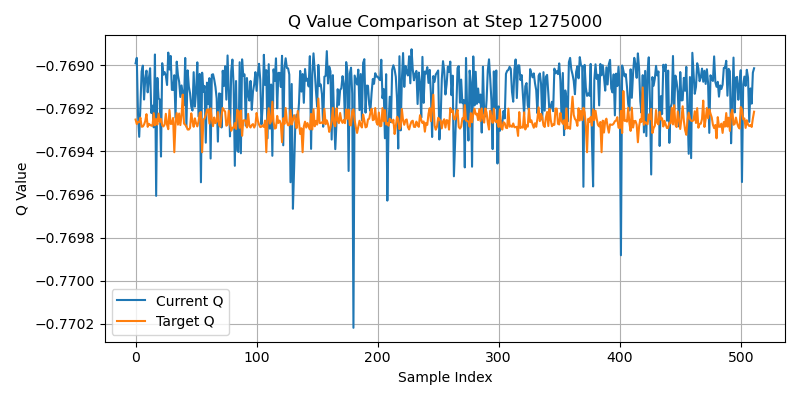 Q Value Comparison at Step 1275000
Q Value
−0.7690
−0.7692
−0.7694
−0.7696
−0.7698
−0.7700
−0.7702
Current Q
Target Q
0 100 200 300 400 500
Sample Index